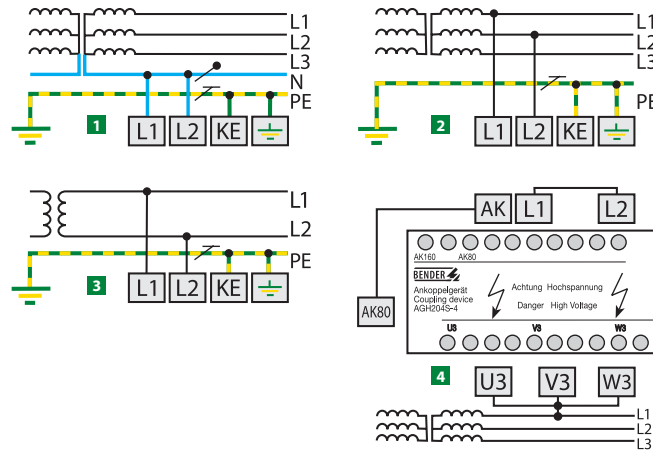 L1
L2
L3
N
PE
1
L1 L2 KE
L1
L2
L3
PE
2
L1 L2 KE
L1
L2
PE
3
L1 L2 KE
AK L1 L2
AK160 AK80
BENDER
Ankoppelgerät Achtung Hochspannung
Coupling device
AGH204S-4 Danger High Voltage
AK80
U3 V3 W3
4
U3 V3 W3
L1
L2
L3